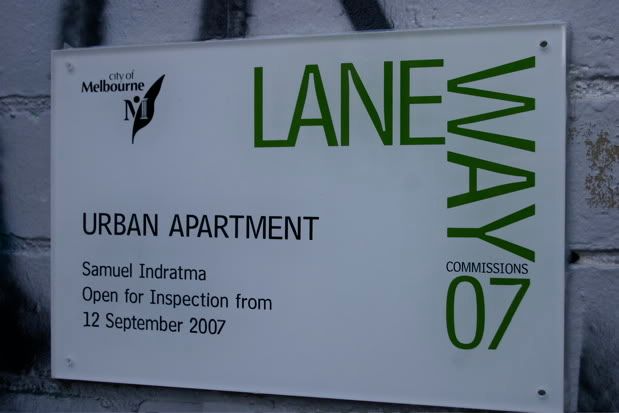 city of
Melbourne
M
LANE
WAY
COMMISSIONS
07
URBAN APARTMENT
Samuel Indratma
Open for Inspection from
12 September 2007